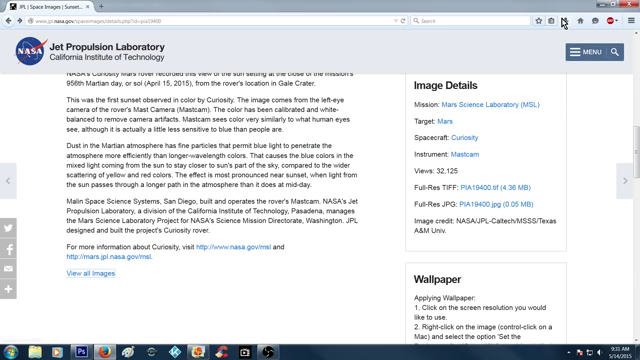 JPL | Space Images | Sunset...
www.jpl.nasa.gov/spaceimages/details.php?id=pia19400
Search
NASA
Jet Propulsion Laboratory
California Institute of Technology
MENU
NASA's Curiosity Mars rover recorded this view of the sun setting at the close of the mission's
956th Martian day, or sol (April 15, 2015), from the rover's location in Gale Crater.
This was the first sunset observed in color by Curiosity. The image comes from the left-eye
camera of the rover's Mast Camera (Mastcam). The color has been calibrated and white-
balanced to remove camera artifacts. Mastcam sees color very similarly to what human eyes
see, although it is actually a little less sensitive to blue than people are.
Dust in the Martian atmosphere has fine particles that permit blue light to penetrate the
atmosphere more efficiently than longer-wavelength colors. That causes the blue colors in the
mixed light coming from the sun to stay closer to sun's part of the sky, compared to the wider
scattering of yellow and red colors. The effect is most pronounced near sunset, when light from
the sun passes through a longer path in the atmosphere than it does at mid-day.
Malin Space Science Systems, San Diego, built and operates the rover's Mastcam. NASA's Jet
Propulsion Laboratory, a division of the California Institute of Technology, Pasadena, manages
the Mars Science Laboratory Project for NASA's Science Mission Directorate, Washington. JPL
designed and built the project's Curiosity rover.
For more information about Curiosity, visit http://www.nasa.gov/msl and
http://mars.jpl.nasa.gov/msl.
View all Images
Image Details
Mission: Mars Science Laboratory (MSL)
Target: Mars
Spacecraft: Curiosity
Instrument: Mastcam
Views: 32,125
Full-Res TIFF: PIA19400.tif (4.36 MB)
Full-Res JPG: PIA19400.jpg (0.05 MB)
Image credit: NASA/JPL-Caltech/MSSS/Texas
A&M Univ.
Wallpaper
Applying Wallpaper:
1. Click on the screen resolution you would
like to use.
2. Right-click on the image (control-click on a
Mac) and select the option 'Set the
9:31 AM
5/14/2015